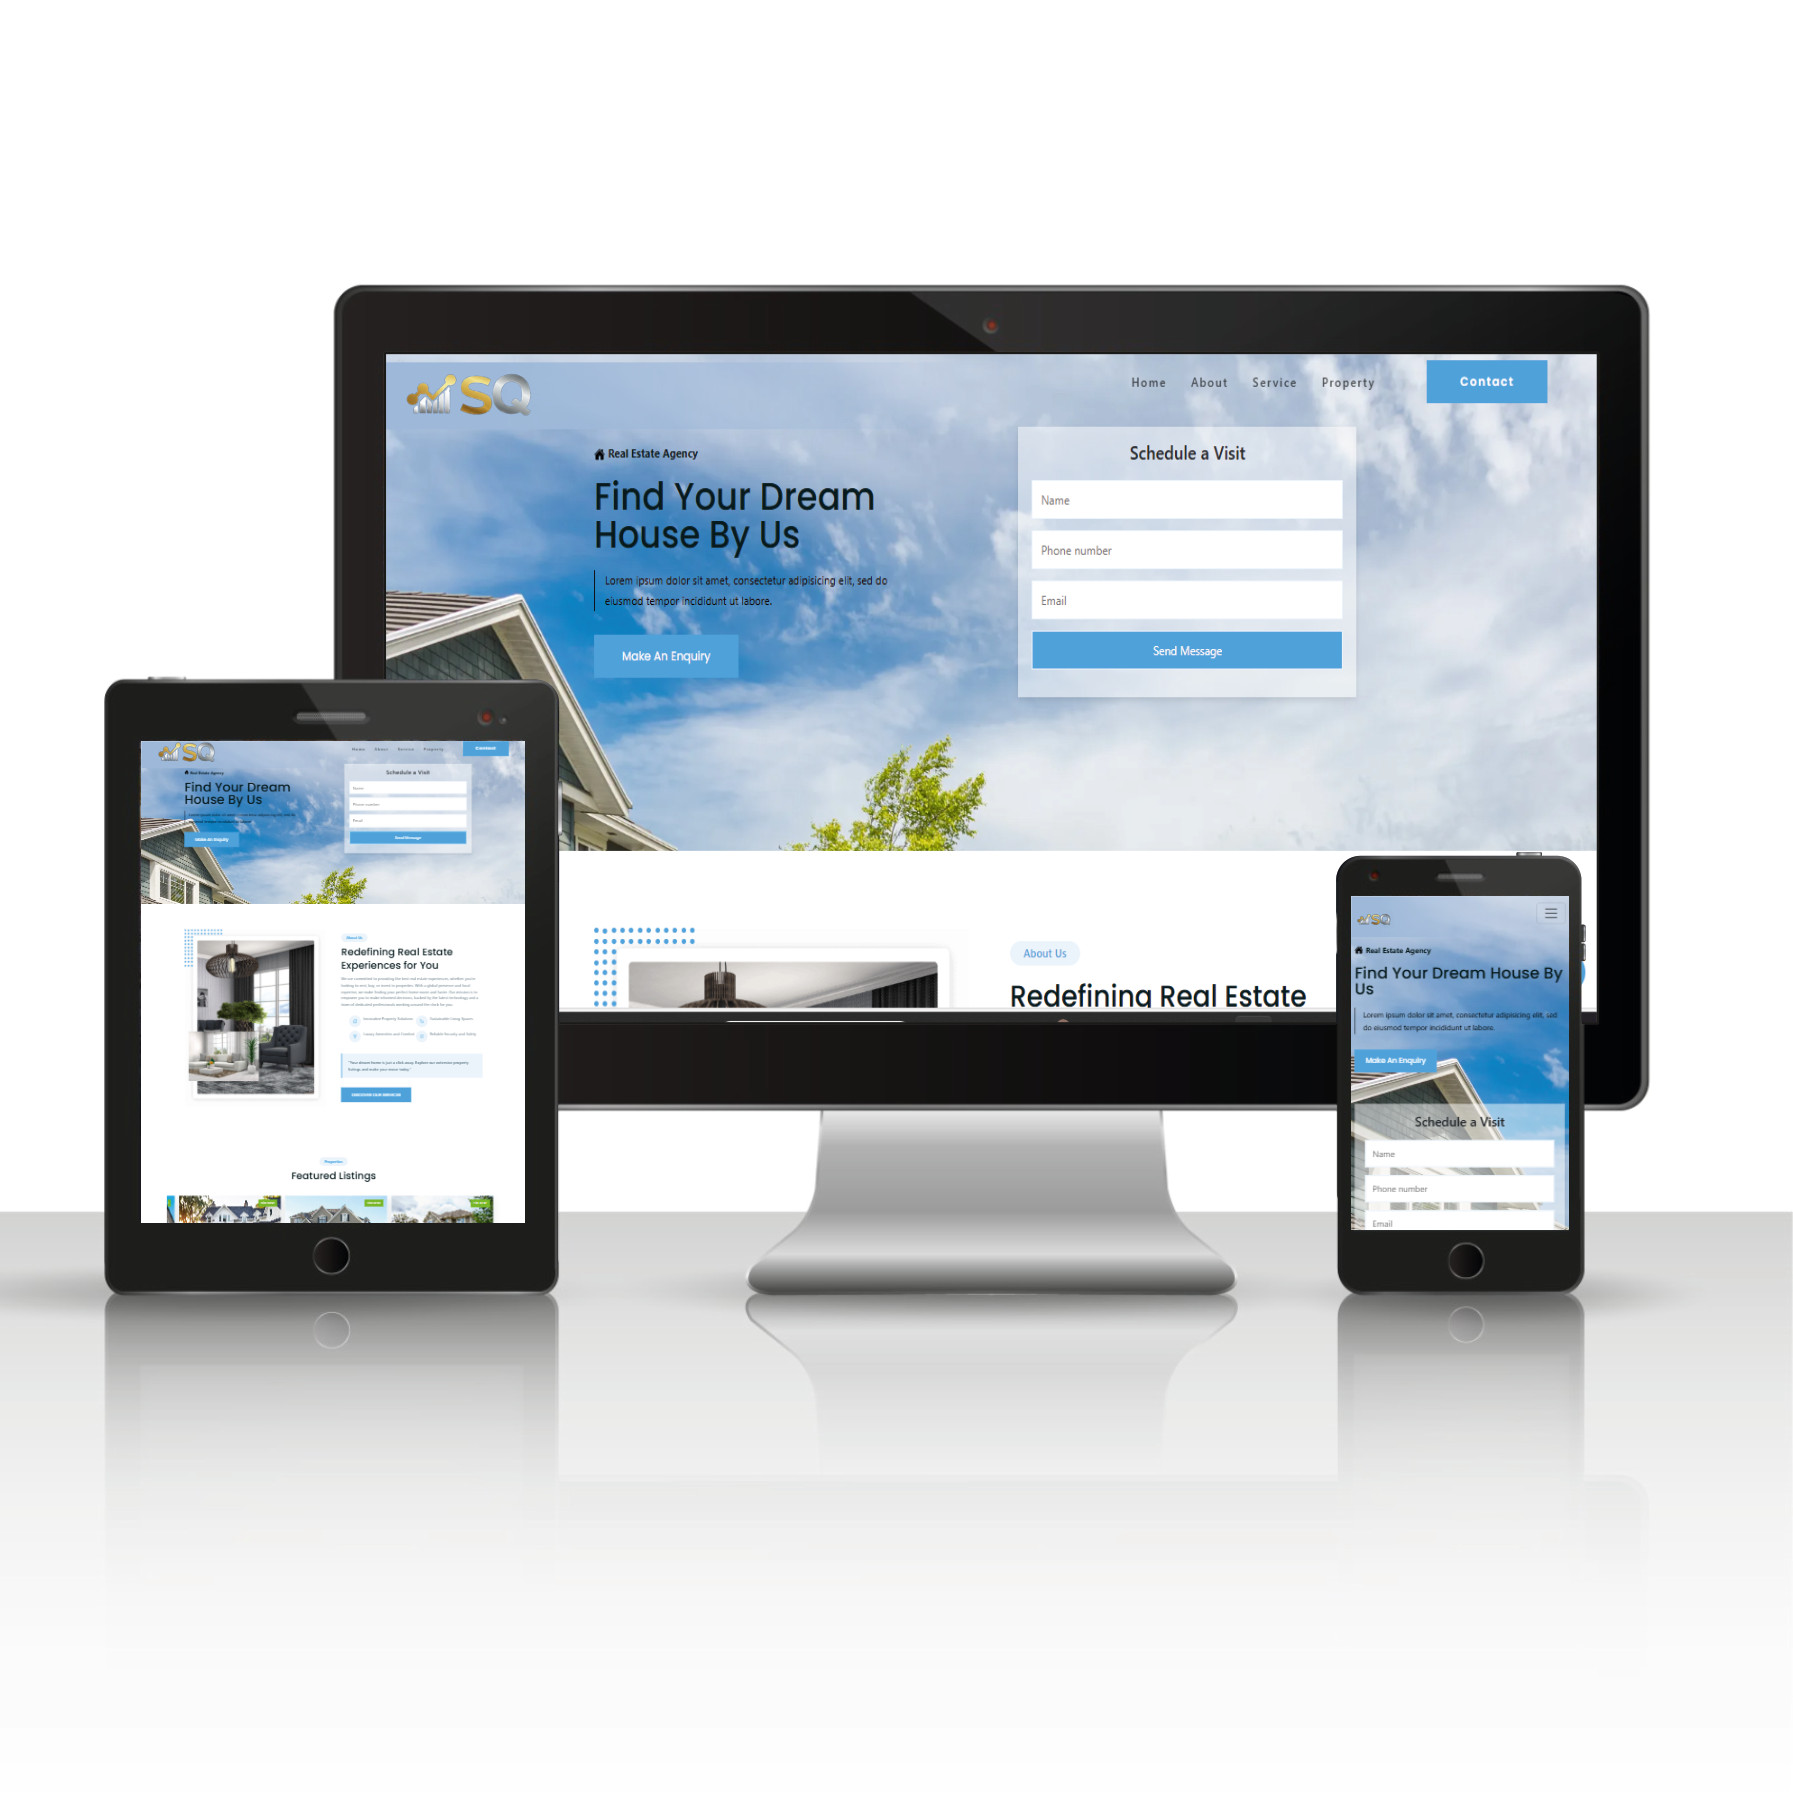 SQ
Home About Service Property Contact
Real Estate Agency
Find Your Dream
House By Us
Lorem ipsum dolor sit amet, consectetur adipisicing elit, sed do
eiusmod tempor incididunt ut labore.
Make An Enquiry
Schedule a Visit
Name
Phone number
Email
Send Message
About Us
Redefining Real Estate
SQ
Home About Service Property
Real Estate Agency
Find Your Dream
House By Us
Make An Enquiry
Schedule a Visit
Name
Phone number
Email
Send Message
About Us
Redefining Real Estate
Experiences for You
Properties
Featured Listings
SQ
Real Estate Agency
Find Your Dream House By
Us
Lorem ipsum dolor sit amet, consectetur adipisicing elit, sed
do eiusmod tempor incididunt ut labore.
Make An Enquiry
Schedule a Visit
Name
Phone number
Email